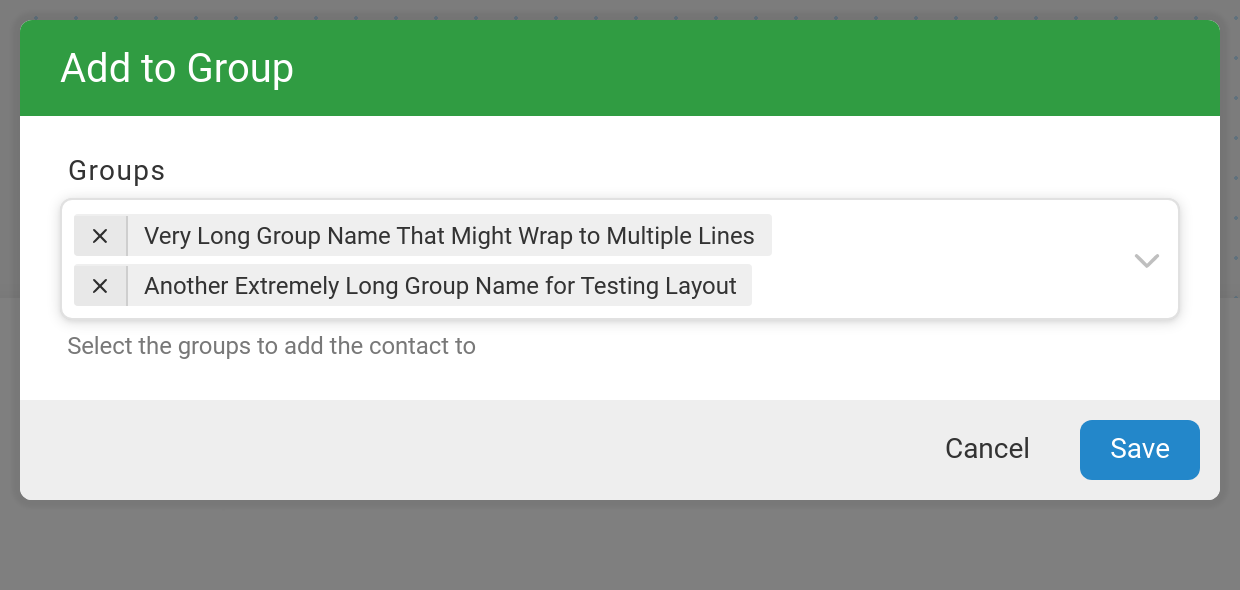 Add to Group
Groups
Very Long Group Name That Might Wrap to Multiple Lines
Another Extremely Long Group Name for Testing Layout
Select the groups to add the contact to
Cancel
Save